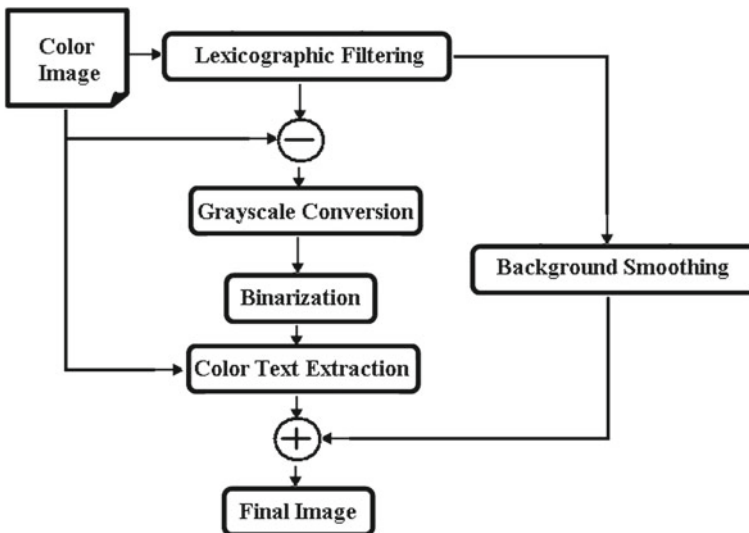 Color
Image
Lexicographic Filtering
Grayscale Conversion
Background Smoothing
Binarization
Color Text Extraction
Final Image